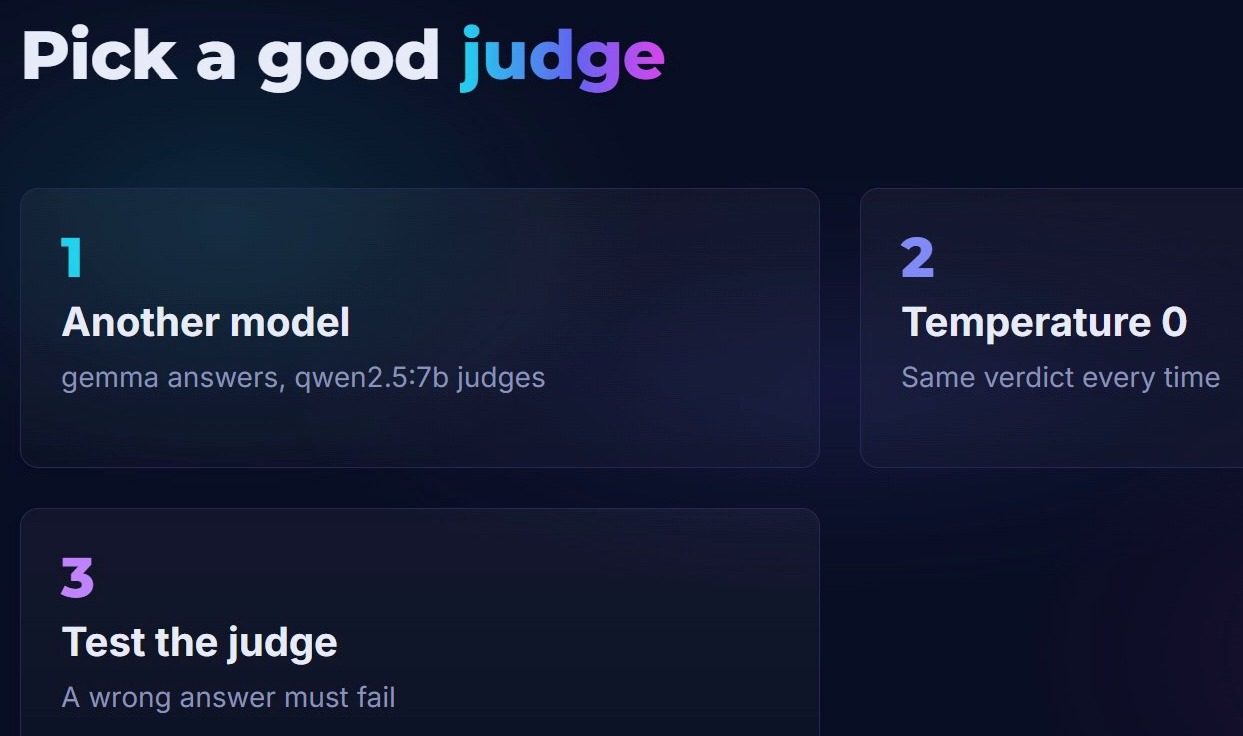 Pick a good judge
1
Another model
gemma answers, qwen2.5:7b judges
2
Temperature 0
Same verdict every time
3
Test the judge
A wrong answer must fail